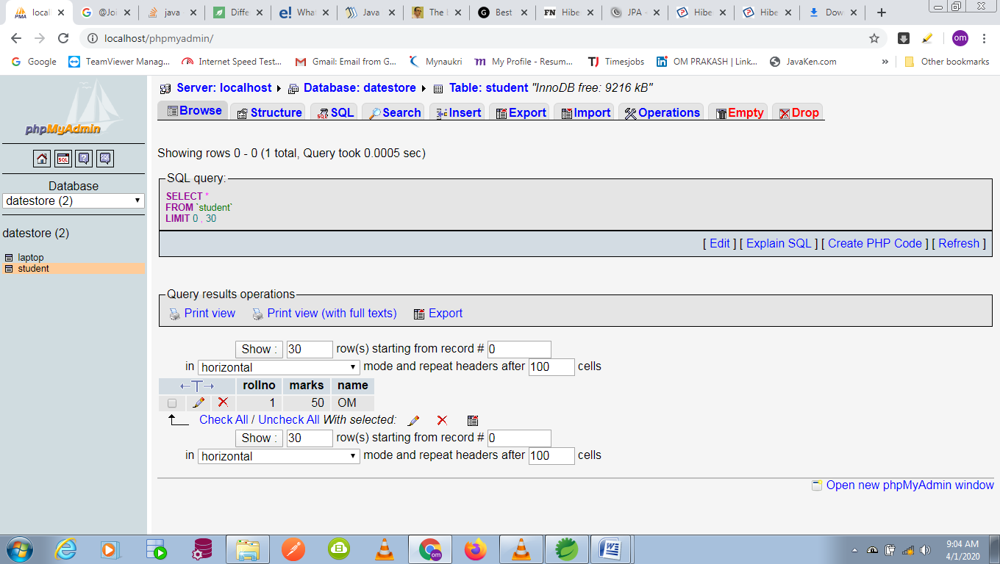 local
@Joi
java
Diffe
What
Java
The l
Best
FN Hibe
JPA -
Hibe
Hibe
Dow
localhost/phpmyadmin/
om
Google
TeamViewer Manag...
Internet Speed Test...
Gmail: Email from G...
Mynaukri
My Profile - Resum...
Timesjobs
OM PRAKASH | Link...
JavaKen.com
»
Other bookmarks
phpMyAdmin
Database
datestore (2)
datestore (2)
laptop
student
Server: localhost
Database: datestore
Table: student "InnoDB free: 9216 kB"
Browse
Structure
SQL
Search
Insert
Export
Import
Operations
Empty
Drop
Showing rows 0 - 0 (1 total, Query took 0.0005 sec)
SQL query:
SELECT *
FROM `student`
LIMIT 0 , 30
[ Edit ] [ Explain SQL ] [ Create PHP Code ] [ Refresh ]
Query results operations
Print view
Print view (with full texts)
Export
Show : 30 row(s) starting from record # 0
in horizontal mode and repeat headers after 100 cells
←T→ rollno marks name
1 50 OM
Check All / Uncheck All With selected:
Show : 30 row(s) starting from record # 0
in horizontal mode and repeat headers after 100 cells
Open new phpMyAdmin window
9:04 AM
4/1/2020